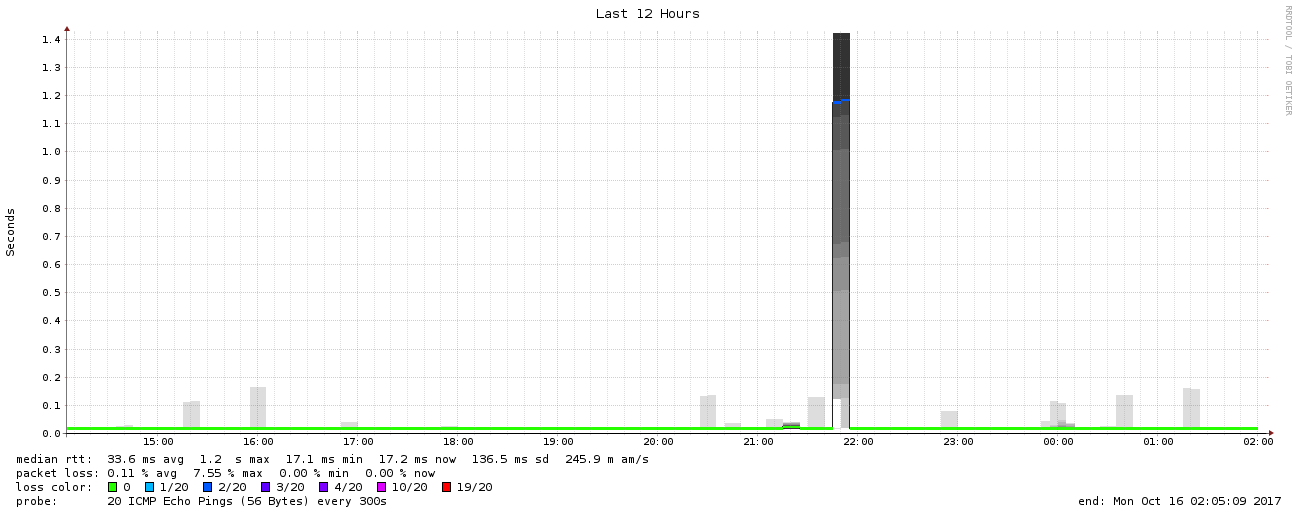 Last 12 Hours
RRDTOOL / TOBI OETIKER
Seconds
1.4
1.3
1.2
1.1
1.0
0.9
0.8
0.7
0.6
0.5
0.4
0.3
0.2
0.1
0.0
15:00 16:00 17:00 18:00 19:00 20:00 21:00 22:00 23:00 00:00 01:00 02:00
median rtt: 33.6 ms avg 1.2 s max 17.1 ms min 17.2 ms now 136.5 ms sd 245.9 m am/s
packet loss: 0.11 % avg 7.55 % max 0.00 % min 0.00 % now
loss color: 0 1/20 2/20 3/20 4/20 10/20 19/20
probe: 20 ICMP Echo Pings (56 Bytes) every 300s end: Mon Oct 16 02:05:09 2017